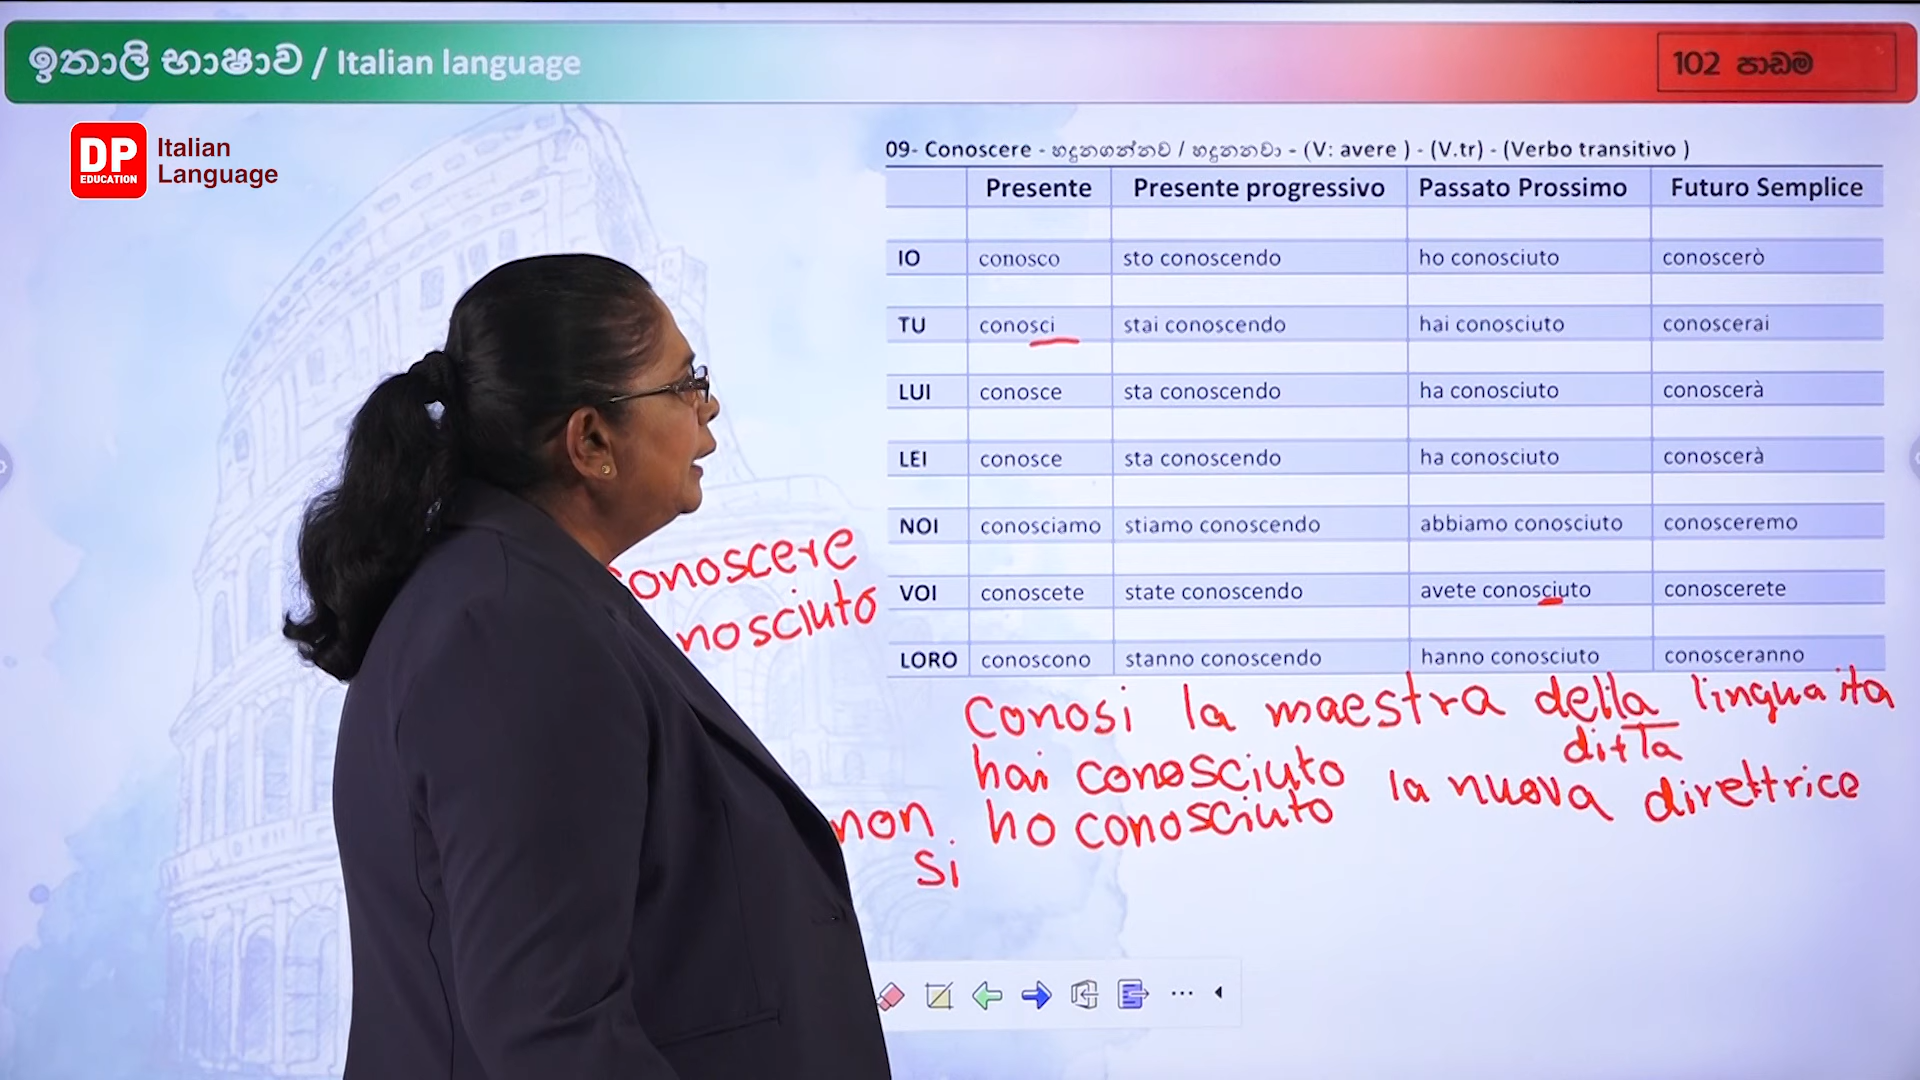 ඉතාලි භාෂාව / Italian language
102 පාඩම
DP EDUCATION
Italian
Language
09- Conoscere - හඳුනගන්නව / හඳුනනවා - (V: avere ) - (V.tr) - (Verbo transitivo )
Presente Presente progressivo Passato Prossimo Futuro Semplice
IO conosco sto conoscendo ho conosciuto conoscerò
TU conosci stai conoscendo hai conosciuto conoscerai
LUI conosce sta conoscendo ha conosciuto conoscerà
LEI conosce sta conoscendo ha conosciuto conoscerà
NOI conosciamo stiamo conoscendo abbiamo conosciuto conosceremo
VOI conoscete state conoscendo avete conosciuto conoscerete
LORO conoscono stanno conoscendo hanno conosciuto conosceranno
onoscere
nosciuto
conosi la maestra della lingua ita
ditta
hai conosciuto la nuova direttrice
non ho conosciuto
si